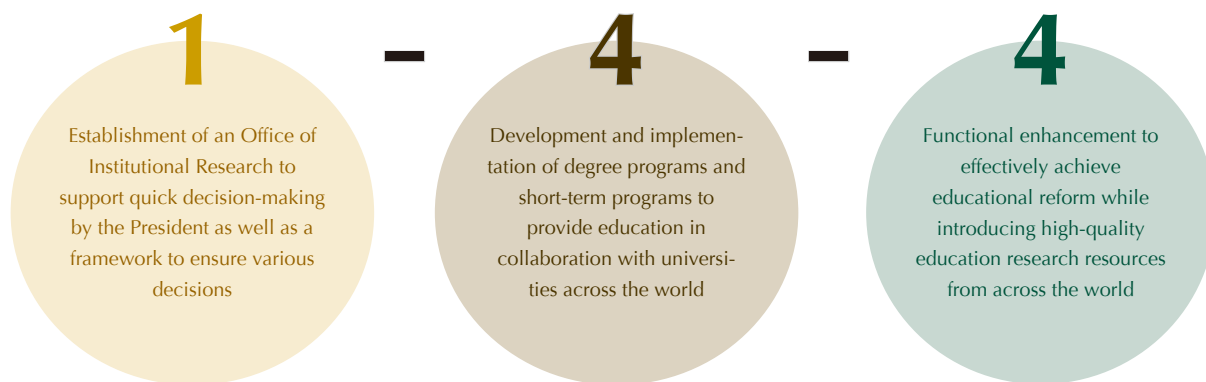 1 – 4 – 4
Establishment of an Office of
Institutional Research to
support quick decision-making
by the President as well as a
framework to ensure various
decisions
Development and implemen-
tation of degree programs and
short-term programs to
provide education in
collaboration with universi-
ties across the world
Functional enhancement to
effectively achieve
educational reform while
introducing high-quality
education research resources
from across the world